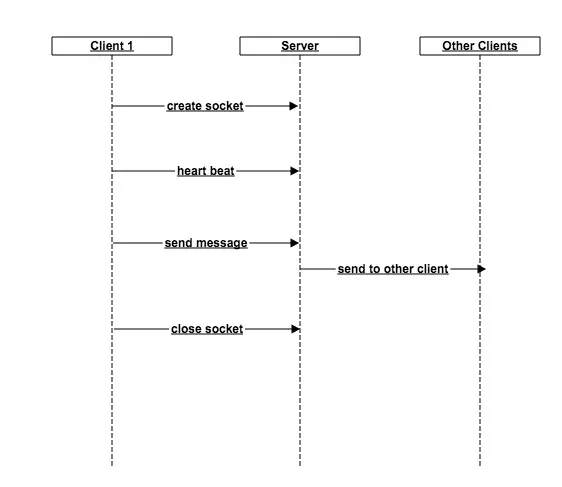 Client 1
Server
Other Clients
create socket
heart beat
send message
send to other client
close socket